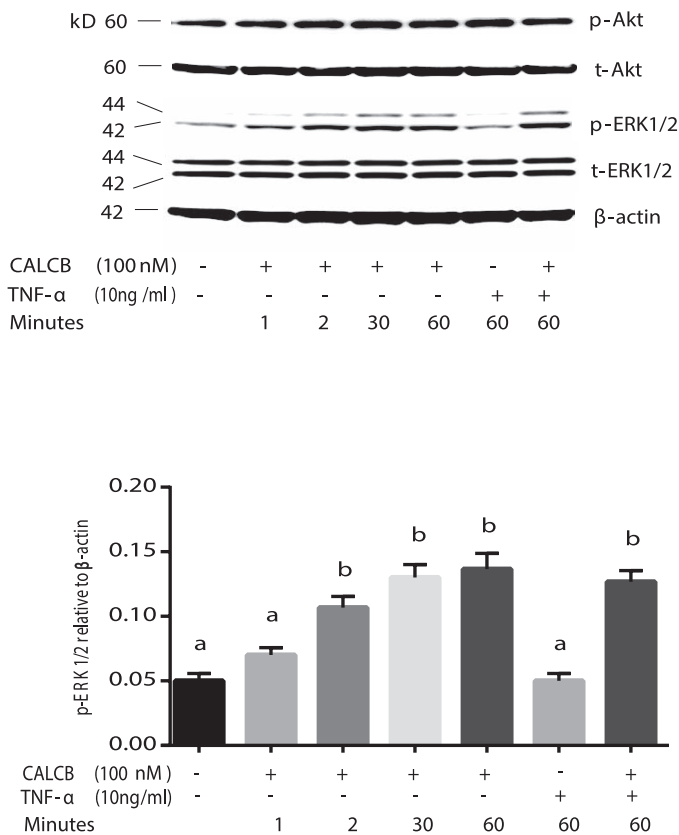 kD 60 p-Akt
60 t-Akt
44
42 p-ERK1/2
44
42 t-ERK1/2
42 β-actin
CALCB (100 nM) - + + + + - +
TNF-α (10ng /ml ) - - - - - + +
Minutes 1 2 30 60 60 60
0.20
0.15
0.10
0.05
0.00
p-ERK 1/2 relative to β-actin
a a b b b a b
CALCB (100 nM) - + + + + - +
TNF-α (10ng/ml) - - - - - + +
Minutes 1 2 30 60 60 60